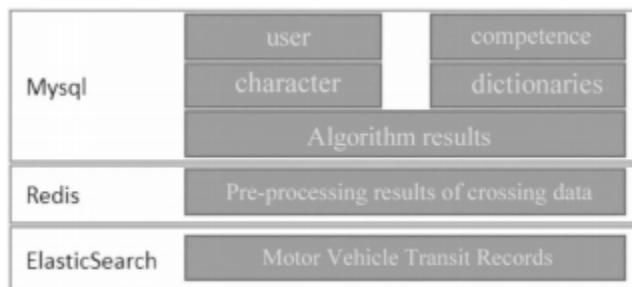 Mysql
user
competence
character
dictionaries
Algorithm results
Redis
Pre-processing results of crossing data
ElasticSearch
Motor Vehicle Transit Records